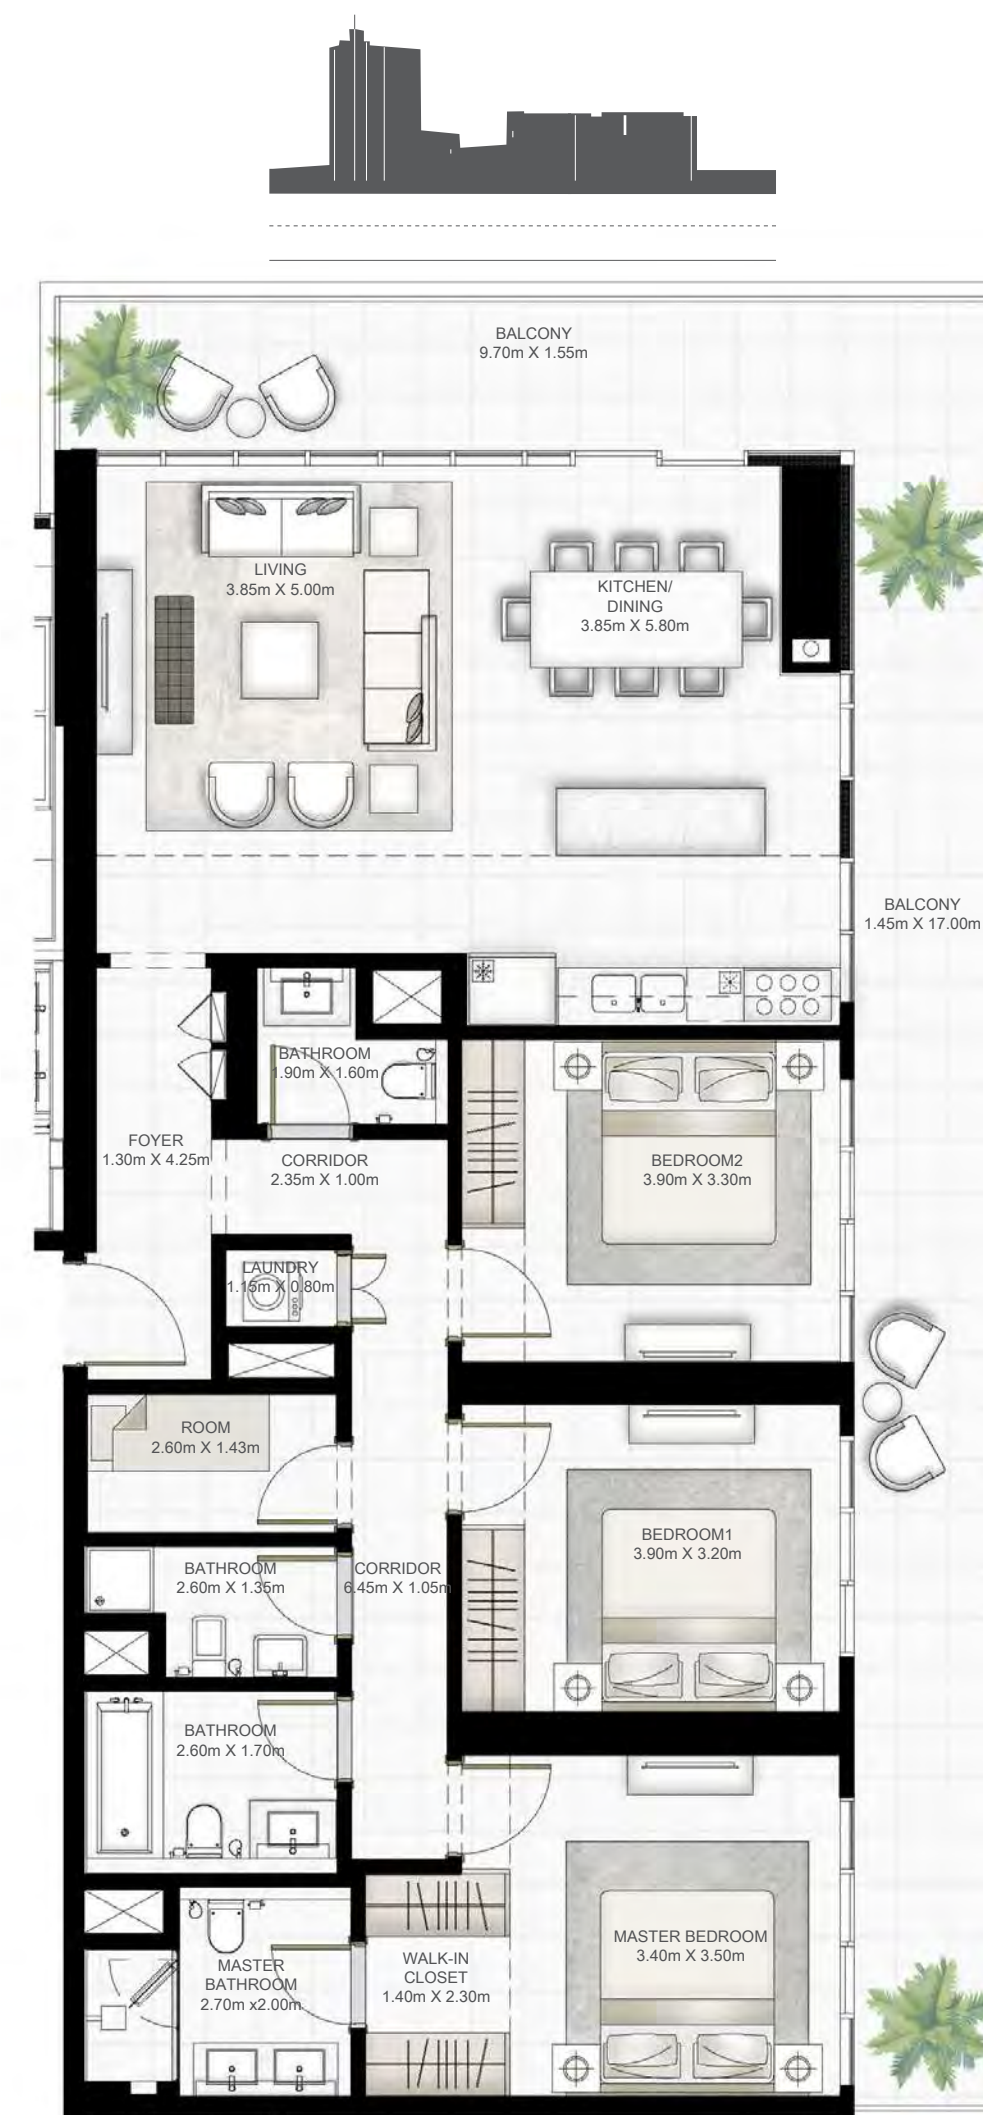 BALCONY
9.70m X 1.55m
LIVING
3.85m X 5.00m
KITCHEN/
DINING
3.85m X 5.80m
BALCONY
1.45m X 17.00m
BATHROOM
1.90m X 1.60m
FOYER
1.30m X 4.25m
CORRIDOR
2.35m X 1.00m
BEDROOM2
3.90m X 3.30m
LAUNDRY
1.15m X 0.80m
ROOM
2.60m X 1.43m
BEDROOM1
3.90m X 3.20m
BATHROOM
2.60m X 1.35m
CORRIDOR
6.45m X 1.05m
BATHROOM
2.60m X 1.70m
MASTER BEDROOM
3.40m X 3.50m
WALK-IN
CLOSET
1.40m X 2.30m
MASTER
BATHROOM
2.70m x2.00m